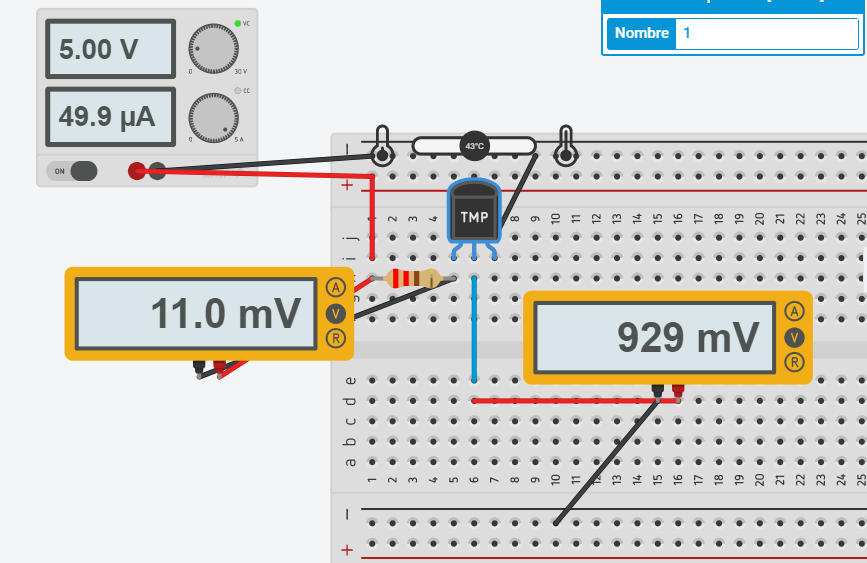 5.00 V
VC
0
30 V
49.9 µA
CC
0
5 A
ON
Nombre 1
43°C
TMP
1 2 3 4 8 9 10 11 12 13 14 15 16 17 18 19 20 21 22 23 24 25
j
i
11.0 mV
A
V
R
929 mV
A
V
R
e
d
c
b
a
1 2 3 4 5 6 7 8 9 10 11 12 13 14 15 16 17 18 19 20 21 22 23 24 25